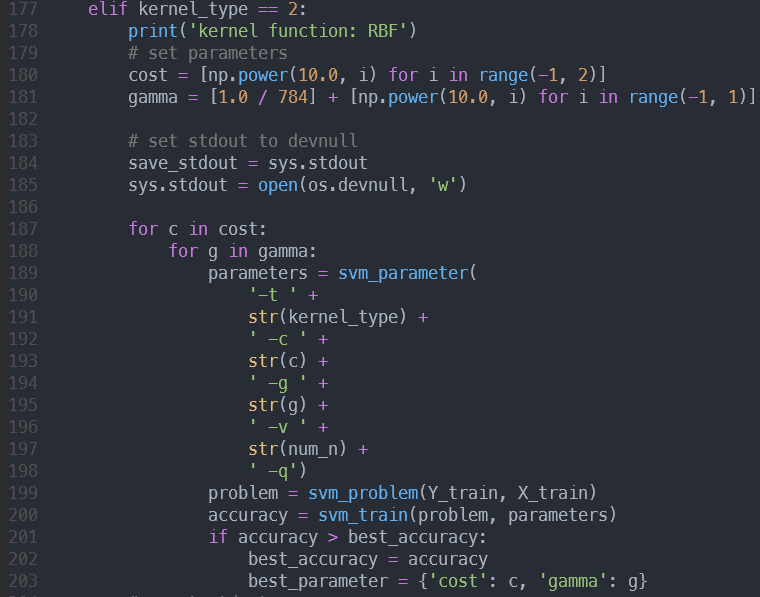 177 elif kernel_type == 2:
178 print('kernel function: RBF')
179 # set parameters
180 cost = [np.power(10.0, i) for i in range(-1, 2)]
181 gamma = [1.0 / 784] + [np.power(10.0, i) for i in range(-1, 1)]
182
183 # set stdout to devnull
184 save_stdout = sys.stdout
185 sys.stdout = open(os.devnull, 'w')
186
187 for c in cost:
188 for g in gamma:
189 parameters = svm_parameter(
190 '-t ' +
191 str(kernel_type) +
192 ' -c ' +
193 str(c) +
194 ' -g ' +
195 str(g) +
196 ' -v ' +
197 str(num_n) +
198 ' -q')
199 problem = svm_problem(Y_train, X_train)
200 accuracy = svm_train(problem, parameters)
201 if accuracy > best_accuracy:
202 best_accuracy = accuracy
203 best_parameter = {'cost': c, 'gamma': g}